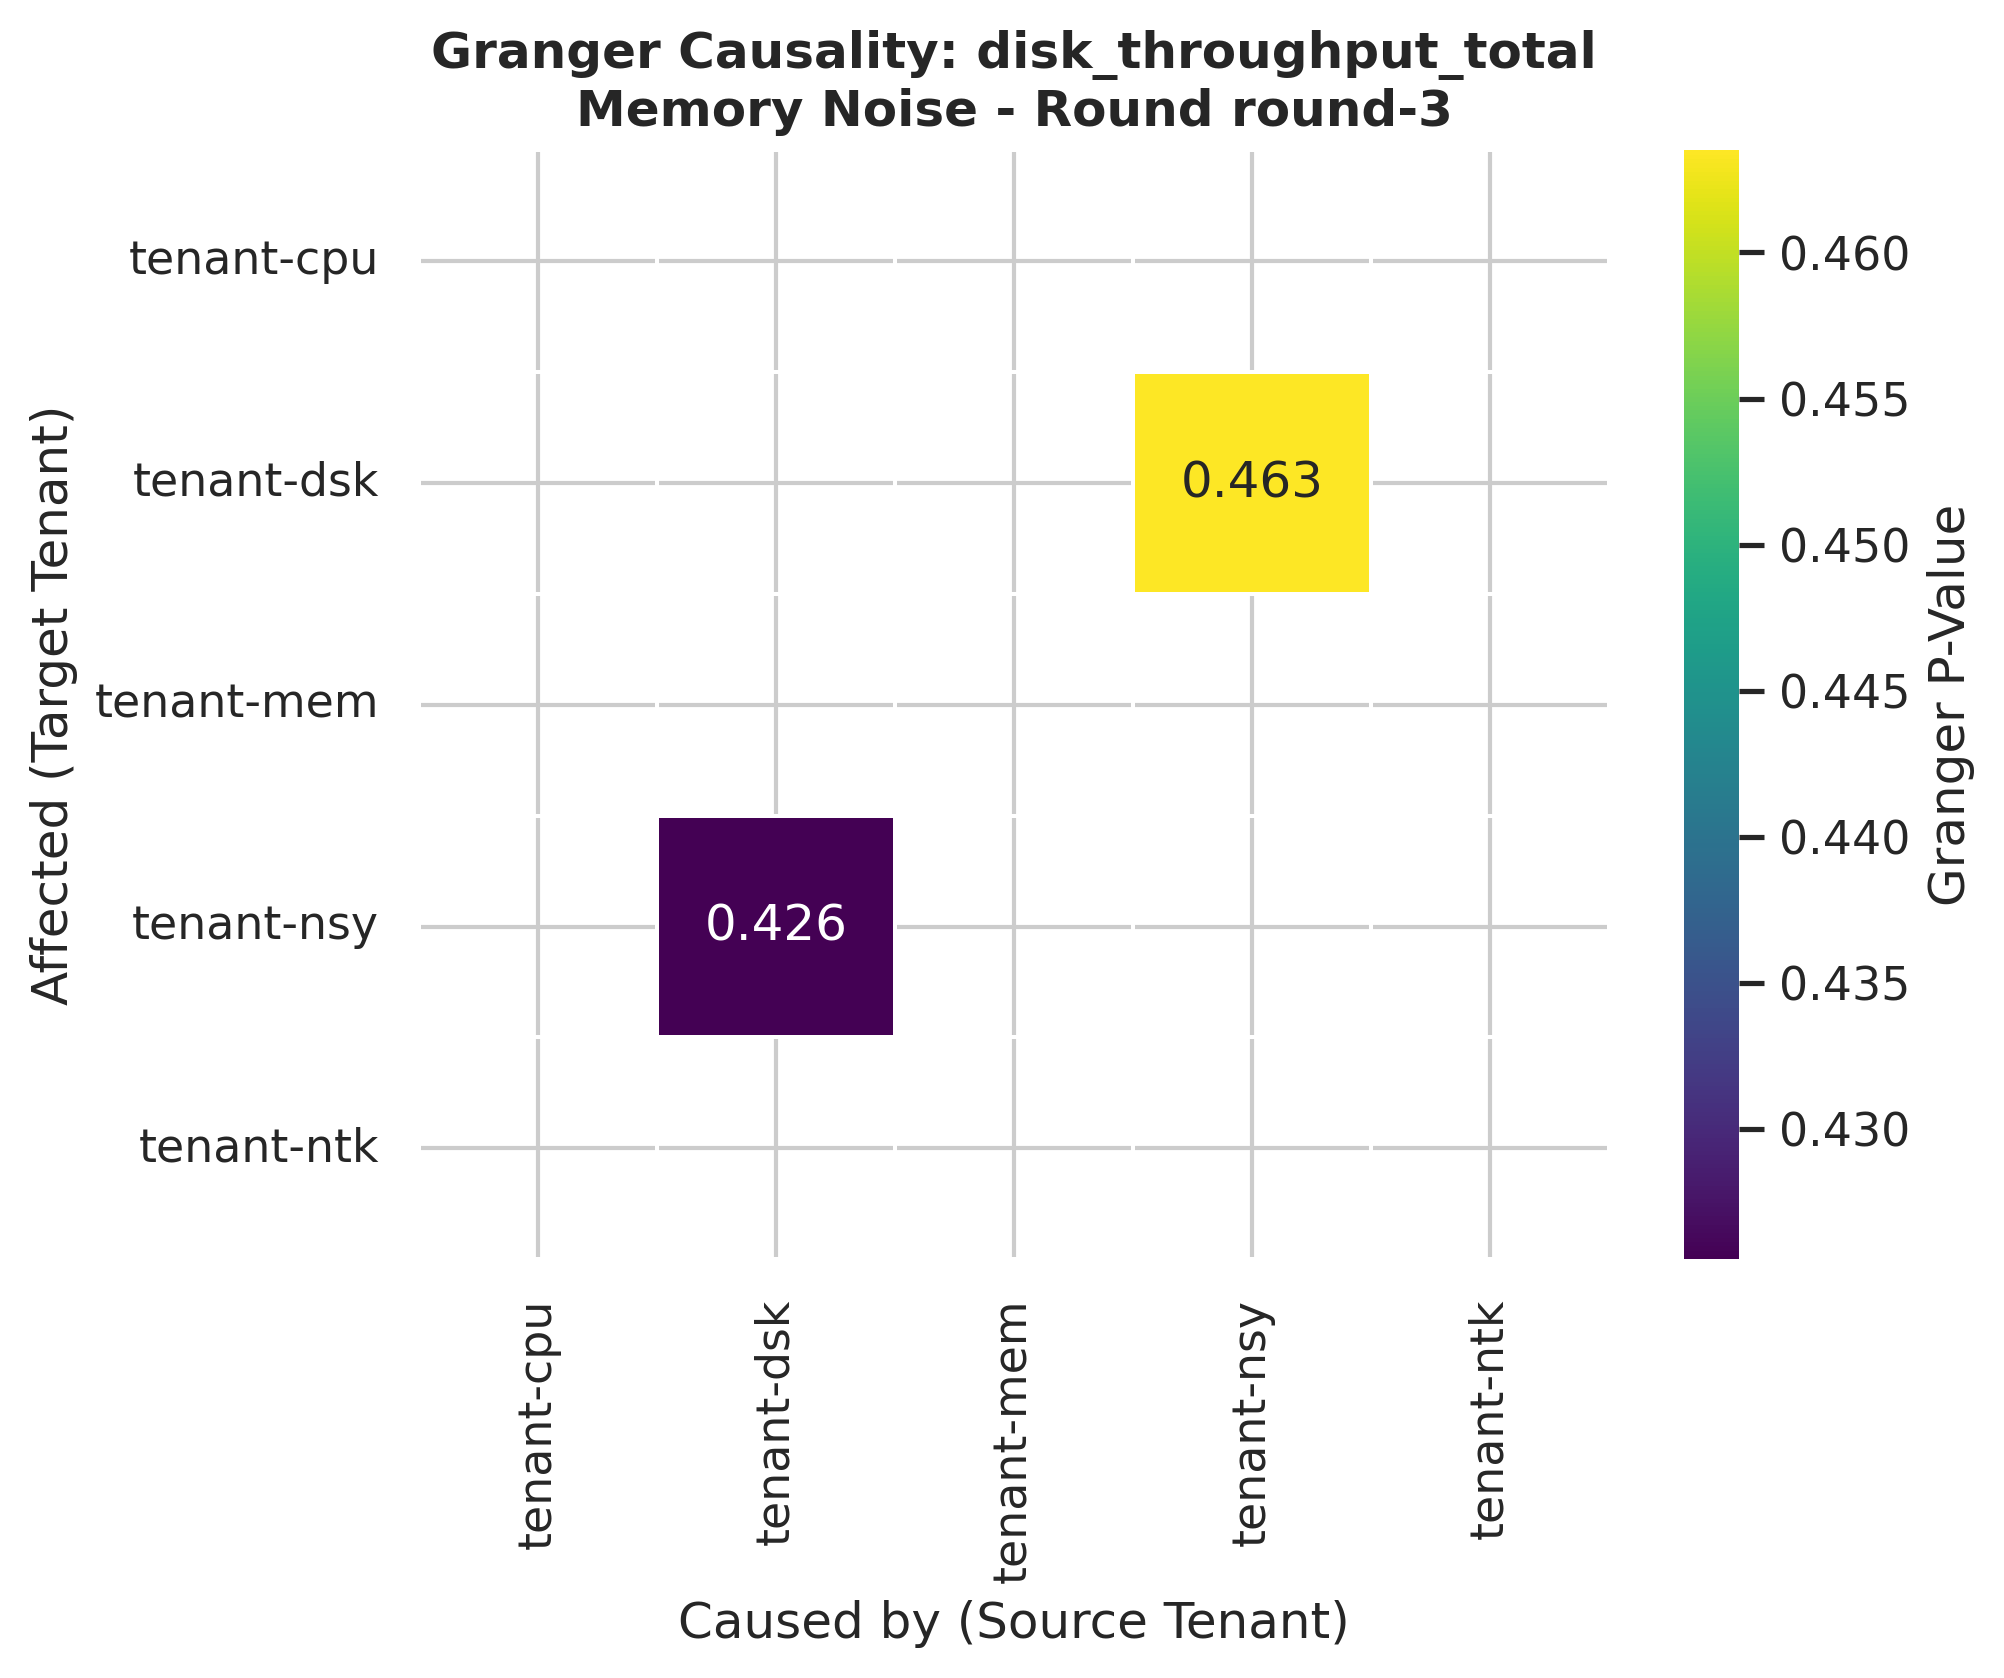 Granger Causality: disk_throughput_total
Memory Noise - Round round-3
Affected (Target Tenant)
tenant-cpu
tenant-dsk
tenant-mem
tenant-nsy
tenant-ntk
0.463
0.426
tenant-cpu
tenant-dsk
tenant-mem
tenant-nsy
tenant-ntk
Caused by (Source Tenant)
0.460
0.455
0.450
0.445
0.440
0.435
0.430
Granger P-Value